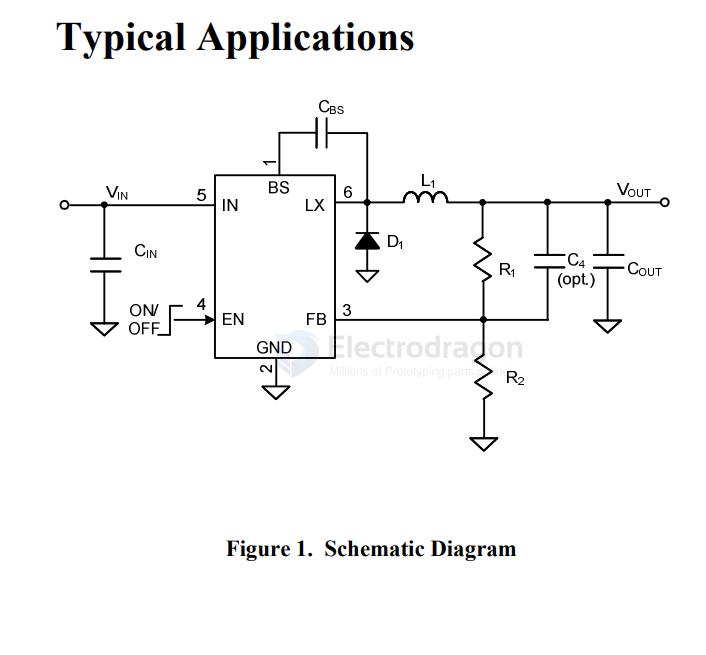 Typical Applications
CBS
1
BS
VIN
5
IN
LX
6
L1
VOUT
CIN
D1
R1
C4
(opt.)
COUT
ON/
OFF
4
EN
FB
3
GND
2
Electrodragon
Millions of Prototyping parts
R2
Figure 1. Schematic Diagram